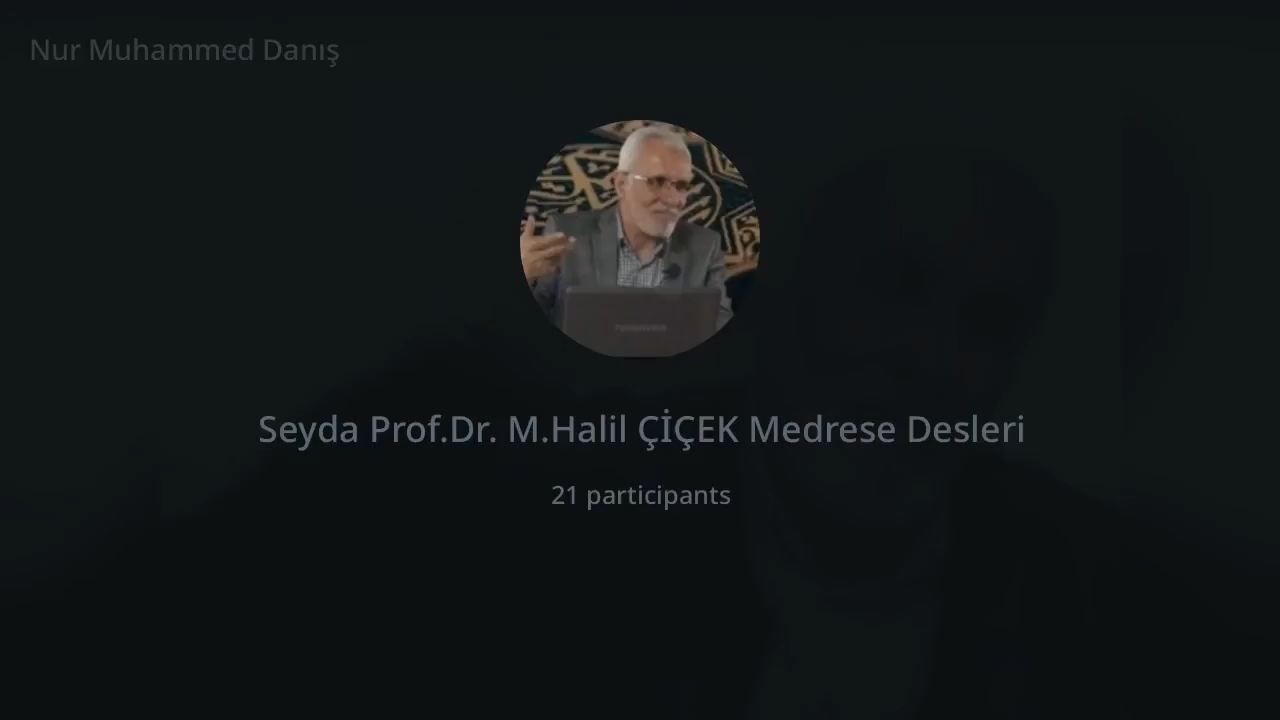 Nur Muhammed Danış
Seyda Prof.Dr. M.Halil ÇİÇEK Medrese Desleri
21 participants